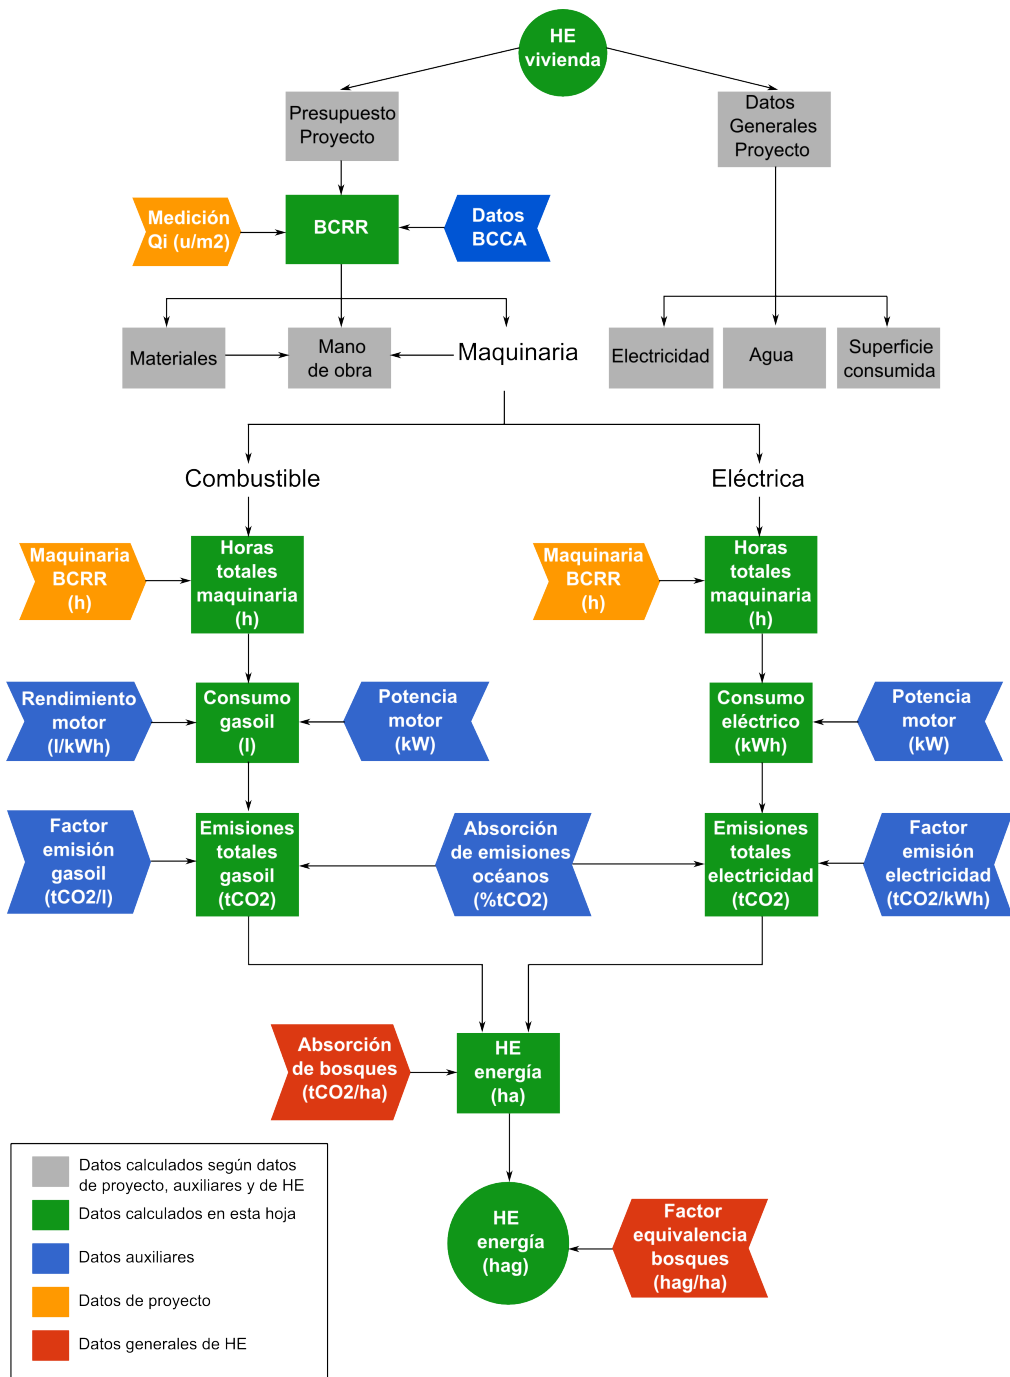 HE
vivienda
Presupuesto
Proyecto
Datos
Generales
Proyecto
Medición
Qi (u/m2)
BCRR
Datos
BCCA
Materiales
Mano
de obra
Maquinaria
Electricidad
Agua
Superficie
consumida
Combustible
Eléctrica
Maquinaria
BCRR
(h)
Horas
totales
maquinaria
(h)
Maquinaria
BCRR
(h)
Horas
totales
maquinaria
(h)
Rendimiento
motor
(l/kWh)
Consumo
gasoil
(l)
Potencia
motor
(kW)
Consumo
eléctrico
(kWh)
Potencia
motor
(kW)
Factor
emisión
gasoil
(tCO2/l)
Emisiones
totales
gasoil
(tCO2)
Absorción
de emisiones
océanos
(%tCO2)
Emisiones
totales
electricidad
(tCO2)
Factor
emisión
electricidad
(tCO2/kWh)
Absorción
de bosques
(tCO2/ha)
HE
energía
(ha)
HE
energía
(hag)
Factor
equivalencia
bosques
(hag/ha)
Datos calculados según datos
de proyecto, auxiliares y de HE
Datos calculados en esta hoja
Datos auxiliares
Datos de proyecto
Datos generales de HE